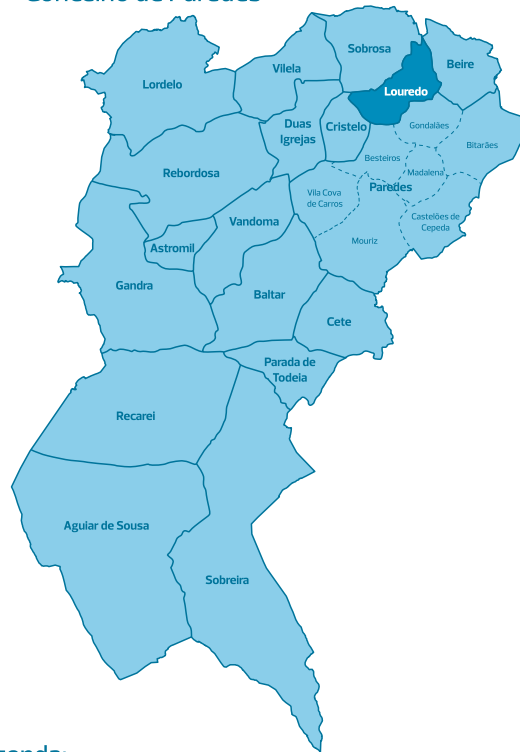 Sobrosa
Beire
Vilela
Lordelo
Louredo
Duas
Igrejas
Cristelo
Gondalães
Bitarães
Besteiros
Rebordosa
Madalena
Paredes
Vila Cova
de Carros
Castelões de
Cepeda
Vandoma
Mouriz
Astromil
Gandra
Baltar
Cete
Parada de
Todeia
Recarei
Aguiar de Sousa
Sobreira